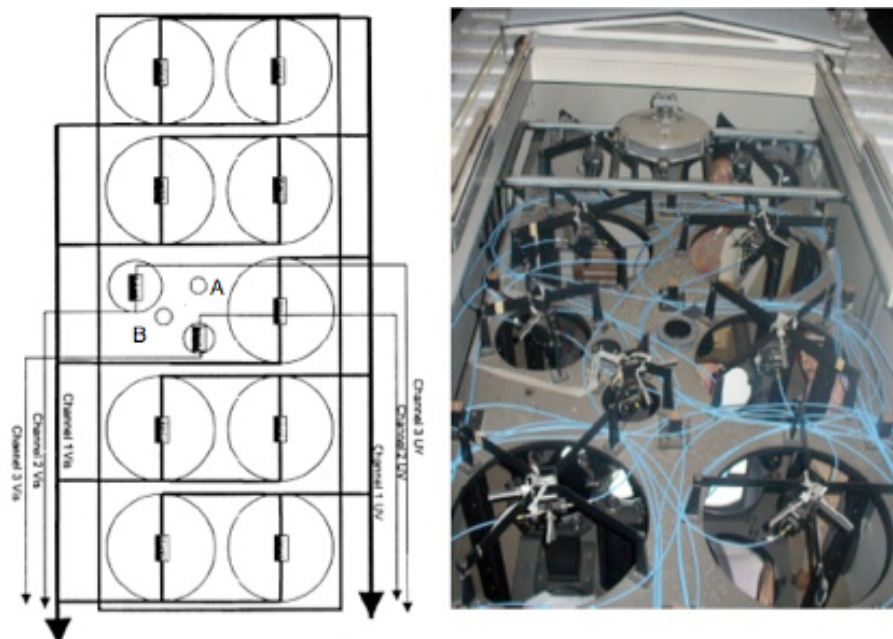 A
B
Channel 1 Vis
Channel 2 Vis
Channel 3 Vis
Channel 3 UV
Channel 2 UV
Channel 1 UV